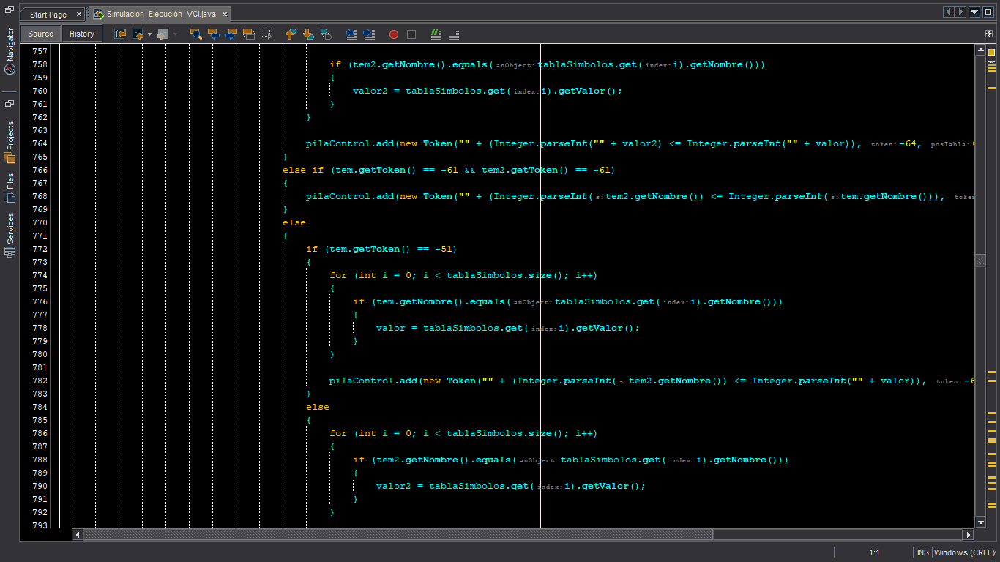 Start Page
Simulacion_Ejecución_VCI.java
Source
History
Navigator
Projects
Files
Services
757
758 if (tem2.getNombre().equals( anObject: tablaSimbolos.get( index: i).getNombre()))
759 {
760 valor2 = tablaSimbolos.get( index: i).getValor();
761 }
762 }
763
764 pilaControl.add(new Token("" + (Integer.parseInt("" + valor2) <= Integer.parseInt("" + valor)), token: -64, posTabla:
765 }
766 else if (tem.getToken() == -61 && tem2.getToken() == -61)
767 {
768 pilaControl.add(new Token("" + (Integer.parseInt( s: tem2.getNombre()) <= Integer.parseInt( s: tem.getNombre())), token
769 }
770 else
771 {
772 if (tem.getToken() == -51)
773 {
774 for (int i = 0; i < tablaSimbolos.size(); i++)
775 {
776 if (tem.getNombre().equals( anObject: tablaSimbolos.get( index: i).getNombre()))
777 {
778 valor = tablaSimbolos.get( index: i).getValor();
779 }
780 }
781
782 pilaControl.add(new Token("" + (Integer.parseInt( s: tem2.getNombre()) <= Integer.parseInt("" + valor)), token: -6
783 }
784 else
785 {
786 for (int i = 0; i < tablaSimbolos.size(); i++)
787 {
788 if (tem2.getNombre().equals( anObject: tablaSimbolos.get( index: i).getNombre()))
789 {
790 valor2 = tablaSimbolos.get( index: i).getValor();
791 }
792 }
793
1:1
INS
Windows (CRLF)